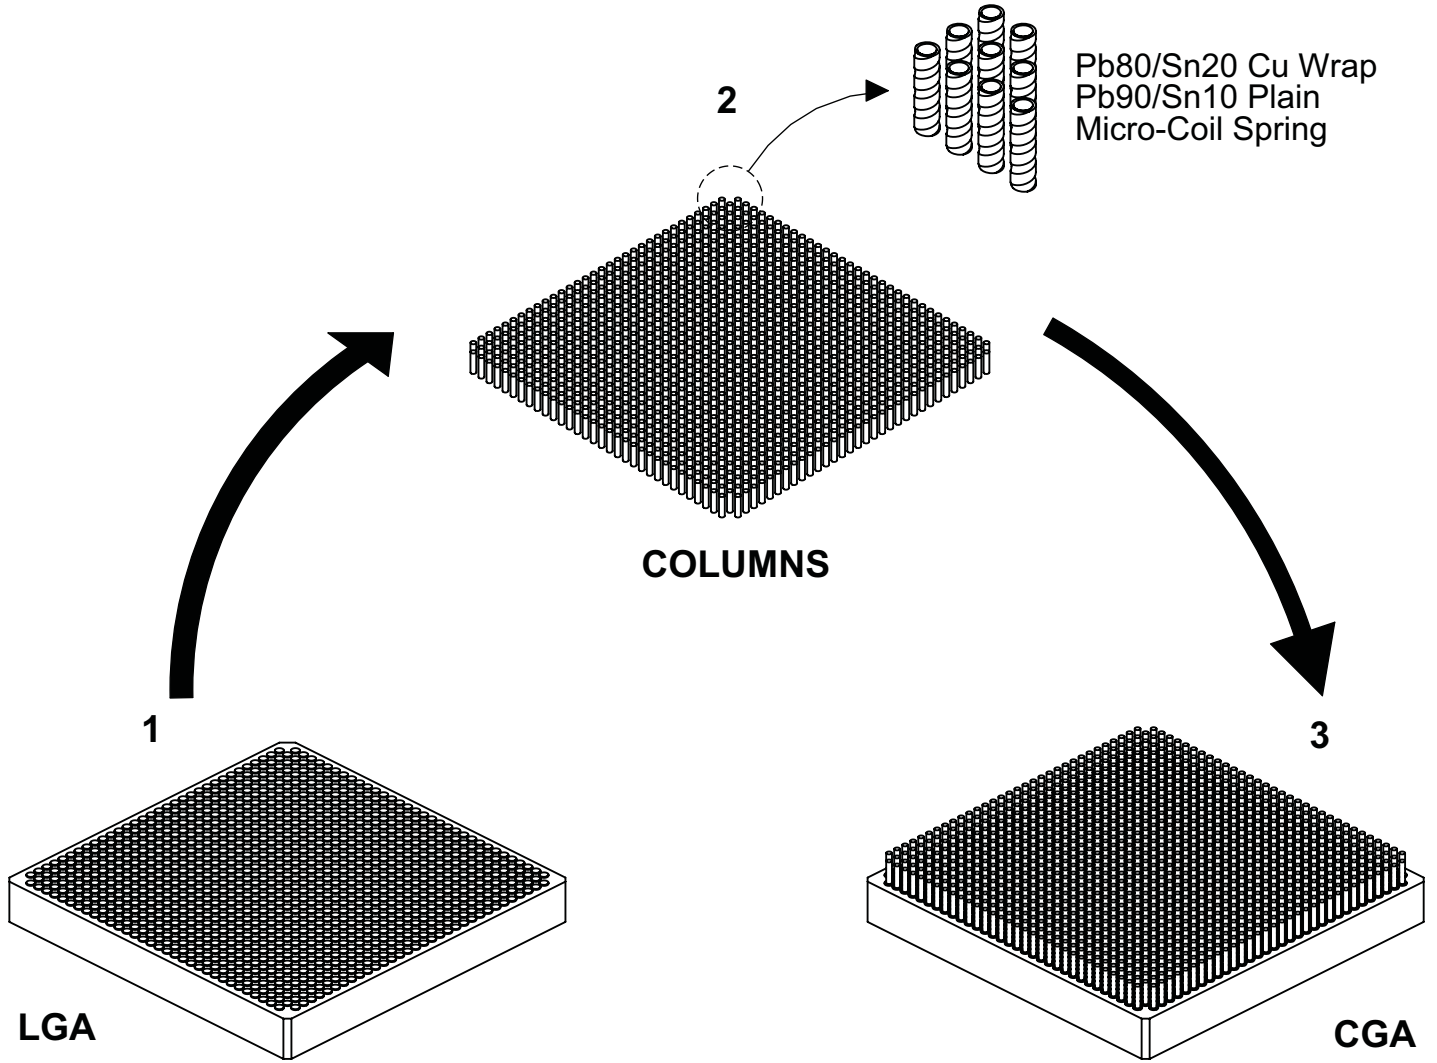 2
Pb80/Sn20 Cu Wrap
Pb90/Sn10 Plain
Micro-Coil Spring
COLUMNS
1
3
LGA
CGA